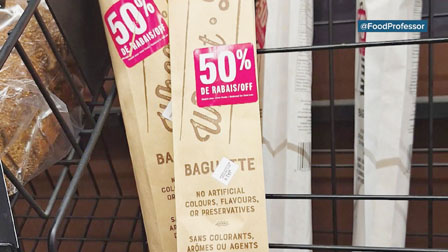 @FoodProfessor
50%
DE RABAIS/OFF
50%
DE RABAIS/OFF
Wheat
BAGUETTE
NO ARTIFICIAL
COLOURS, FLAVOURS,
OR PRESERVATIVES
SANS COLORANTS,
ARÔMES OU AGENTS